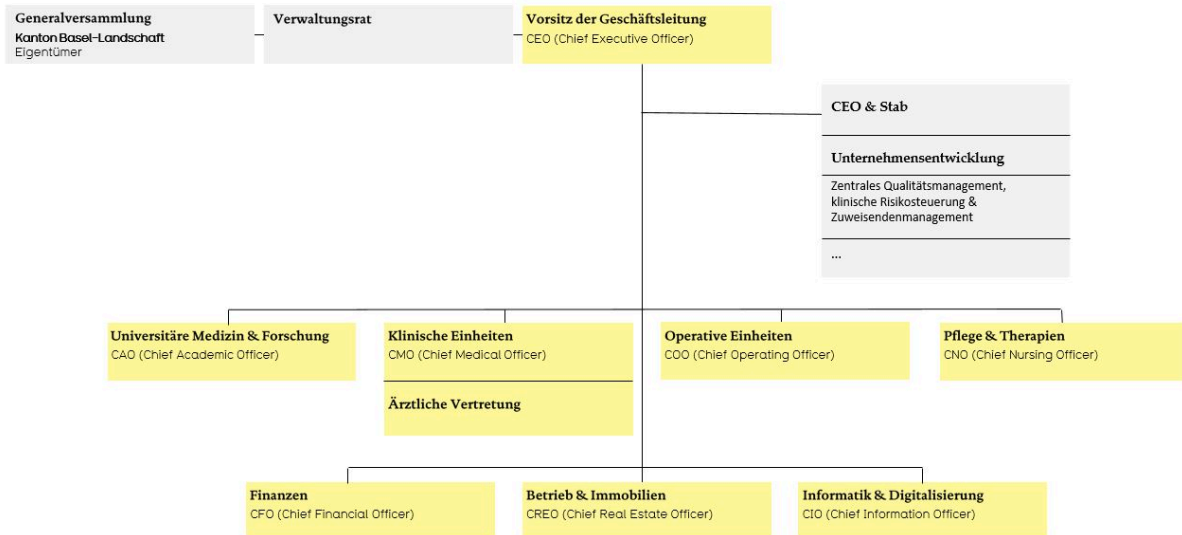 Generalversammlung
Kanton Basel-Landschaft
Eigentümer
Verwaltungsrat
Vorsitz der Geschäftsleitung
CEO (Chief Executive Officer)
CEO & Stab
Unternehmensentwicklung
Zentrales Qualitätsmanagement,
klinische Risikosteuerung &
Zuweisendenmanagement
...
Universitäre Medizin & Forschung
CAO (Chief Academic Officer)
Klinische Einheiten
CMO (Chief Medical Officer)
Ärztliche Vertretung
Operative Einheiten
COO (Chief Operating Officer)
Pflege & Therapien
CNO (Chief Nursing Officer)
Finanzen
CFO (Chief Financial Officer)
Betrieb & Immobilien
CREO (Chief Real Estate Officer)
Informatik & Digitalisierung
CIO (Chief Information Officer)